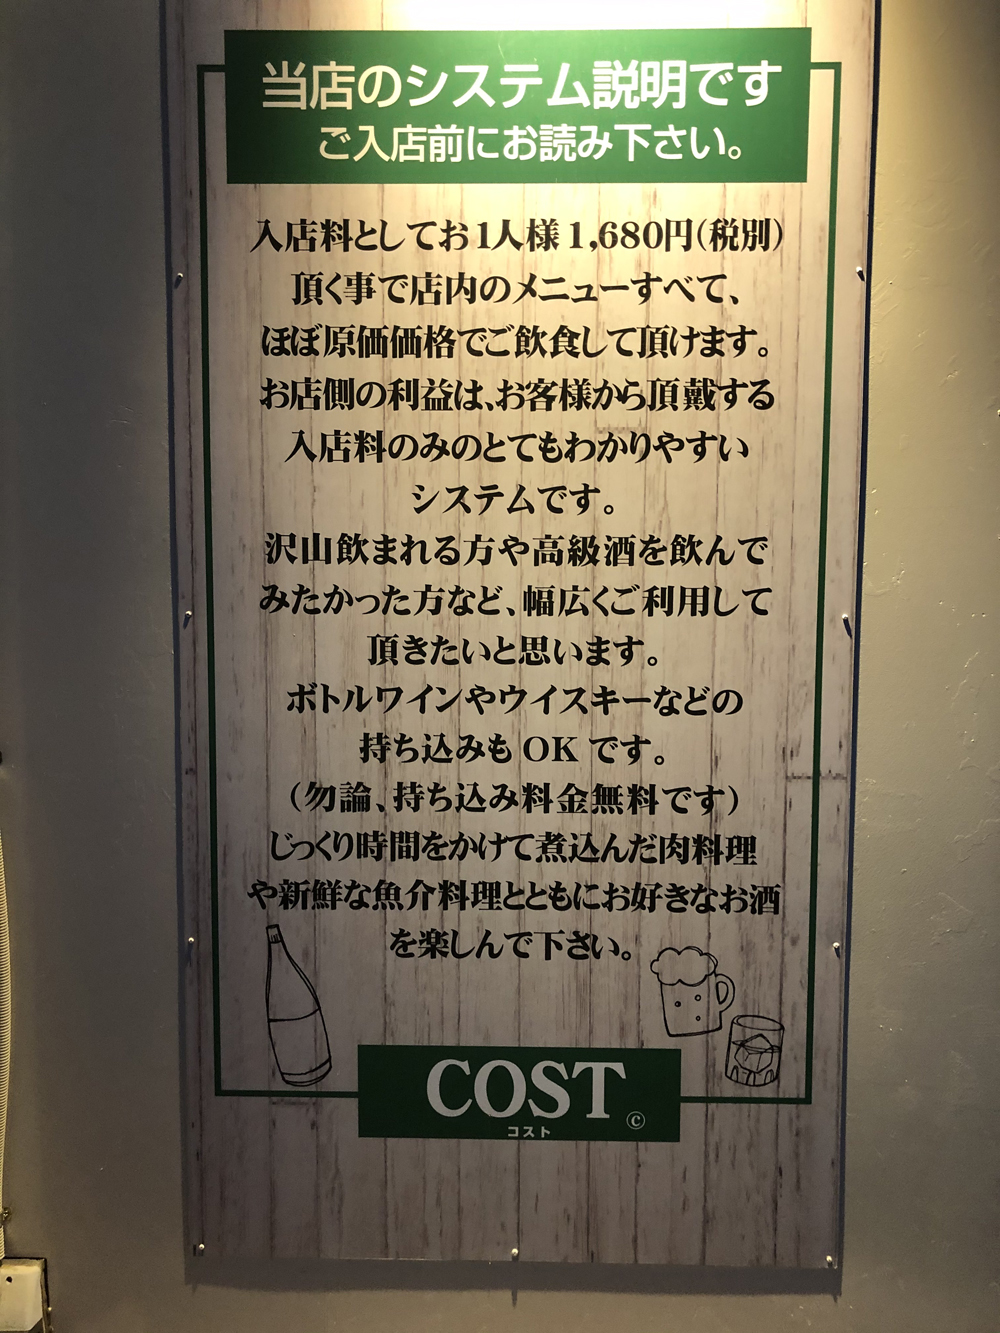 当店のシステム説明です
ご入店前にお読み下さい。
入店料としてお1人様1,680円(税別)
頂く事で店内のメニューすべて、
ほぼ原価価格でご飲食して頂けます。
お店側の利益は、お客様から頂戴する
入店料のみのとてもわかりやすい
システムです。
沢山飲まれる方や高級酒を飲んで
みたかった方など、幅広くご利用して
頂きたいと思います。
ボトルワインやウイスキーなどの
持ち込みもOKです。
(勿論、持ち込み料金無料です)
じっくり時間をかけて煮込んだ肉料理
や新鮮な魚介料理とともにお好きなお酒
を楽しんで下さい。
COST ©
コスト